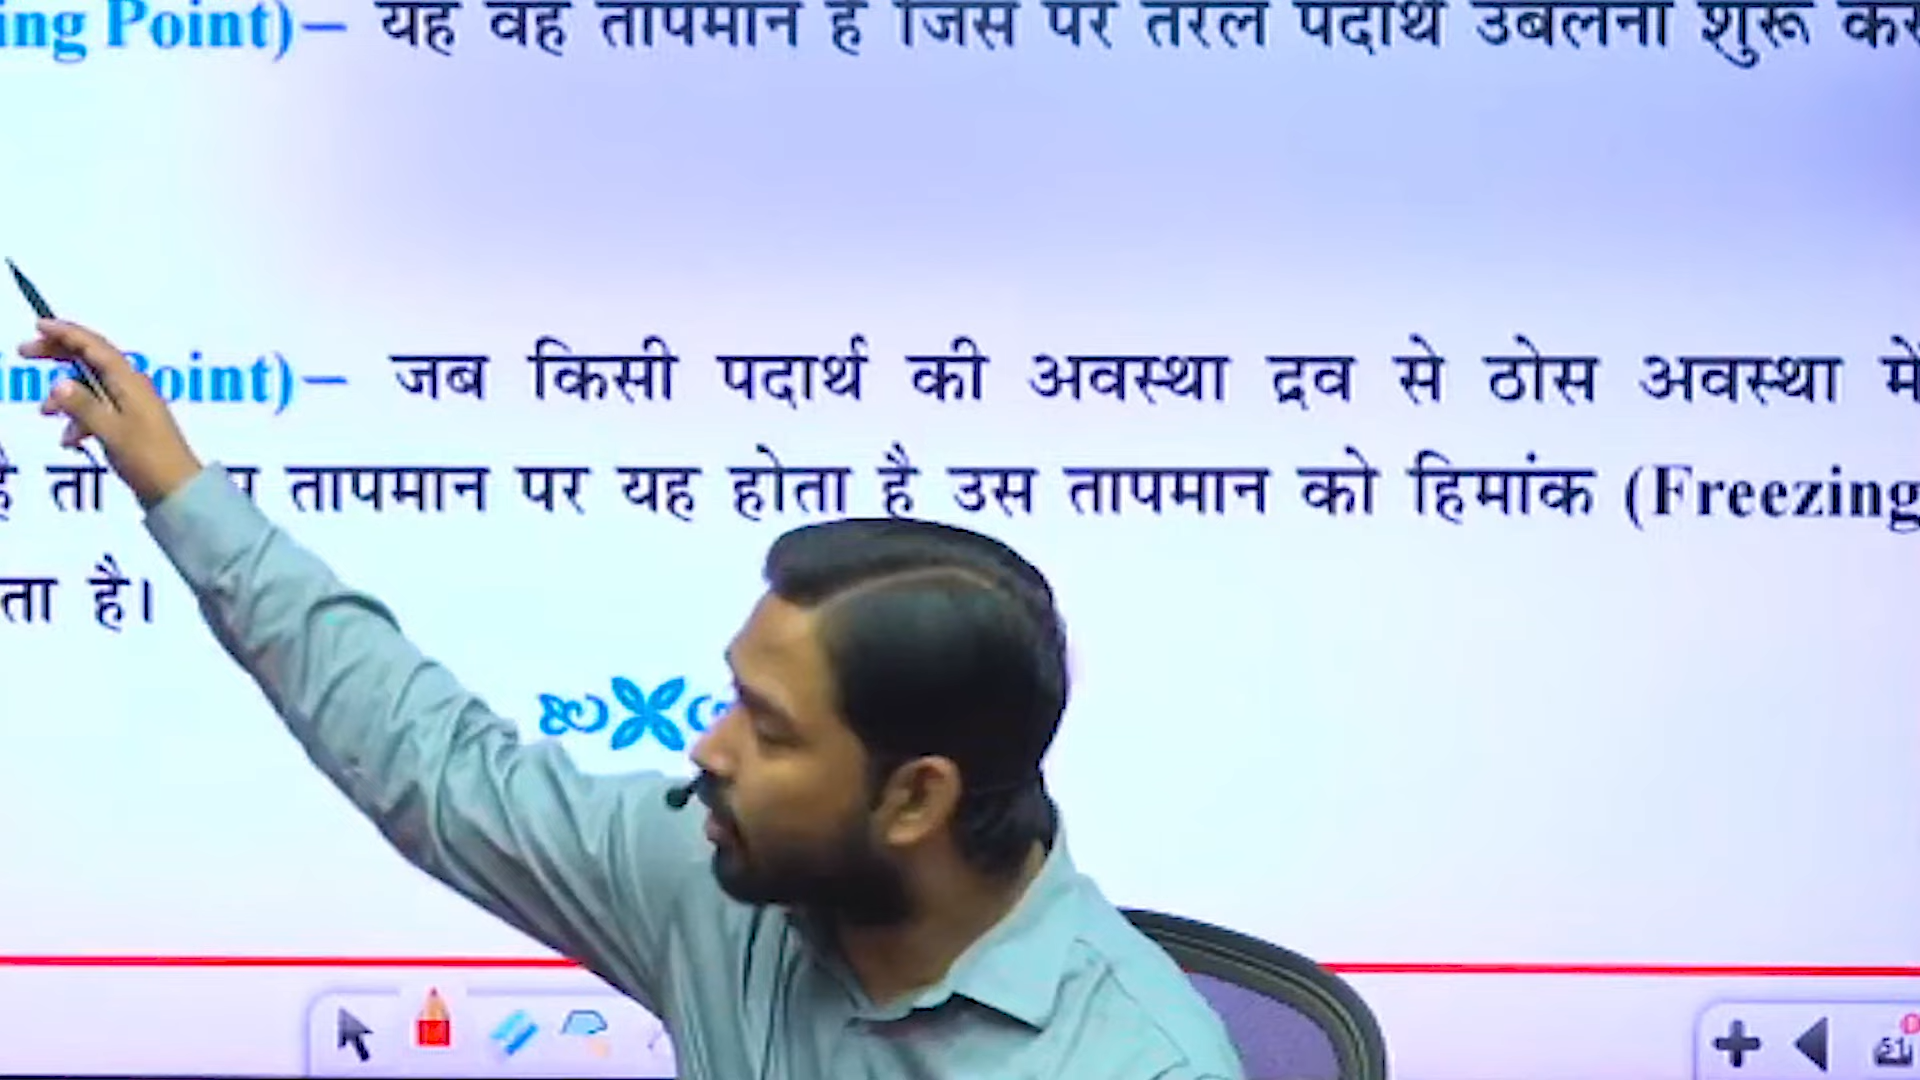 ing Point)– यह वह तापमान है जिस पर तरल पदार्थ उबलना शुरू कर
Point)– जब किसी पदार्थ की अवस्था द्रव से ठोस अवस्था में
है तो तापमान पर यह होता है उस तापमान को हिमांक (Freezing
ता है।